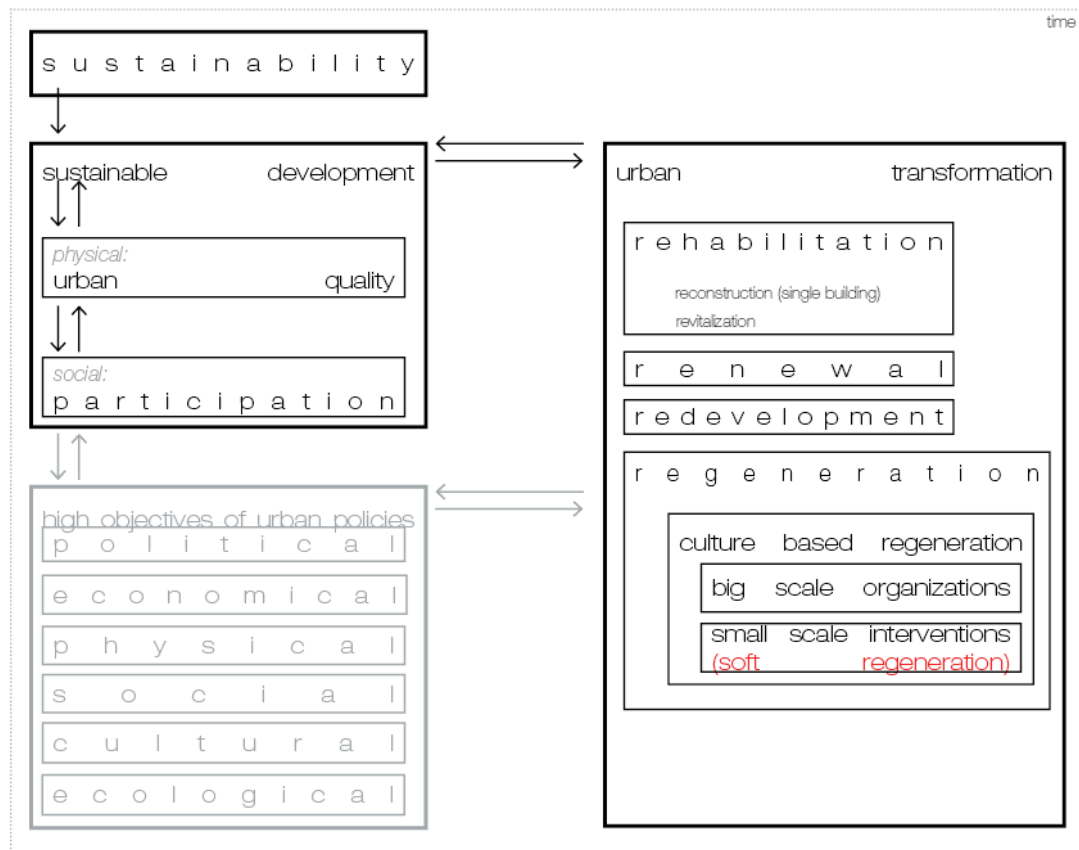 time
sustainability
sustainable development
physical:
urban quality
social:
participation
high objectives of urban policies
political
economical
physical
social
cultural
ecological
urban transformation
rehabilitation
reconstruction (single building)
revitalization
renewal
redevelopment
regeneration
culture based regeneration
big scale organizations
small scale interventions
(soft regeneration)